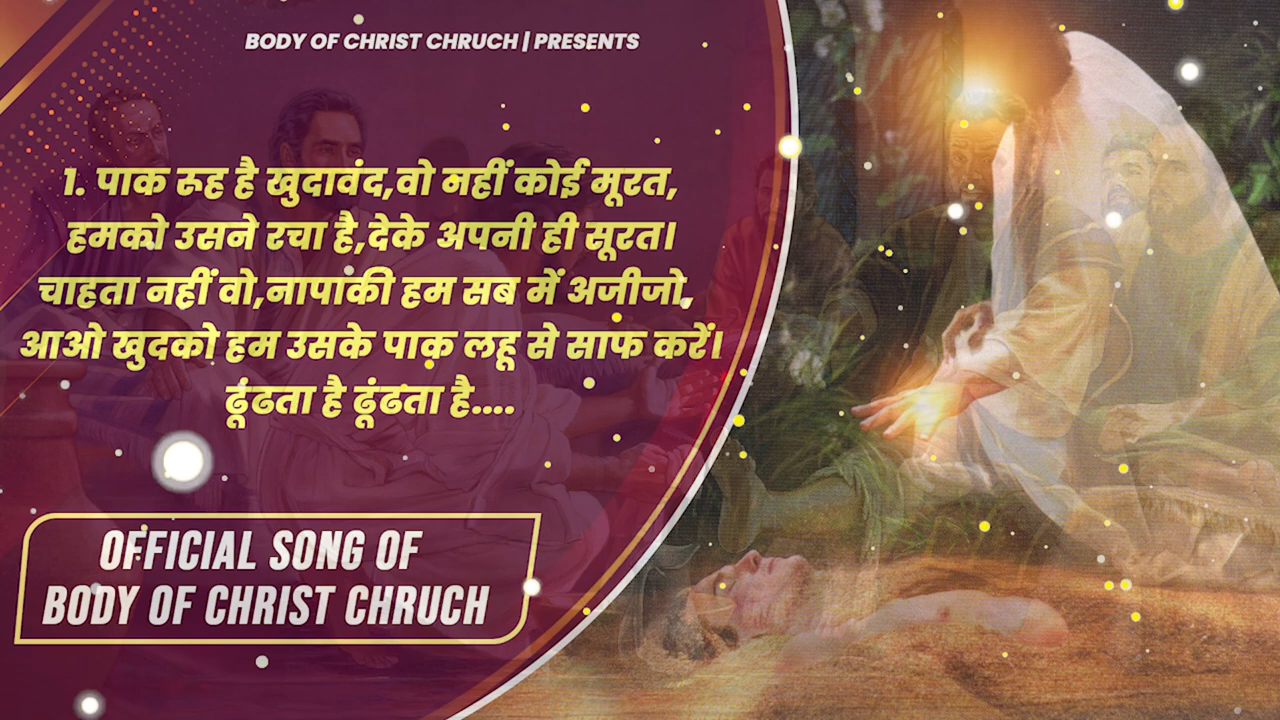 BODY OF CHRIST CHRUCH | PRESENTS
1. पाक रूह है खुदावंद,वो नहीं कोई मूरत,
हमको उसने रचा है,देके अपनी ही सूरत।
चाहता नहीं वो,नापांकी हम सब में अजीजो,
आओ खुदको हम उसके पाक़ लहू से साफ करें।
ढूंढता है ढूंढता है....
OFFICIAL SONG OF
BODY OF CHRIST CHRUCH